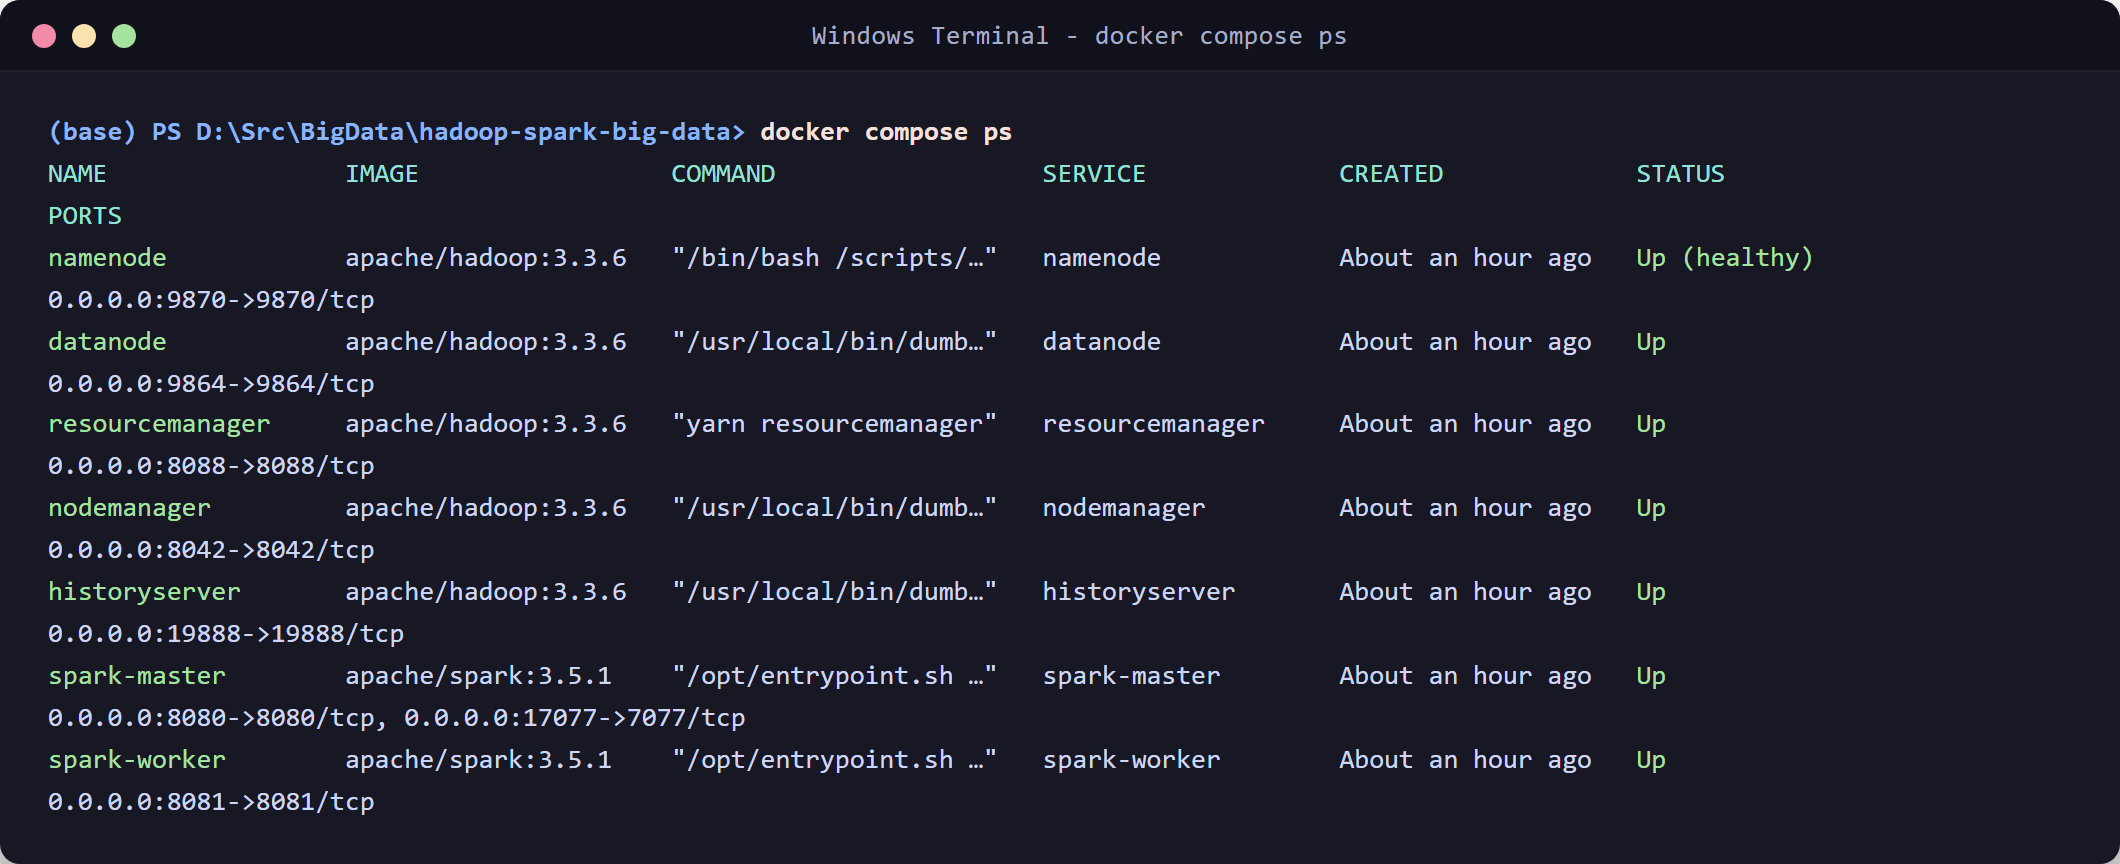 Windows Terminal - docker compose ps
(base) PS D:\Src\BigData\hadoop-spark-big-data> docker compose ps
NAME                IMAGE                 COMMAND                  SERVICE             CREATED             STATUS
PORTS
namenode            apache/hadoop:3.3.6   "/bin/bash /scripts/…"   namenode            About an hour ago   Up (healthy)
0.0.0.0:9870->9870/tcp
datanode            apache/hadoop:3.3.6   "/usr/local/bin/dumb…"   datanode            About an hour ago   Up
0.0.0.0:9864->9864/tcp
resourcemanager     apache/hadoop:3.3.6   "yarn resourcemanager"   resourcemanager     About an hour ago   Up
0.0.0.0:8088->8088/tcp
nodemanager         apache/hadoop:3.3.6   "/usr/local/bin/dumb…"   nodemanager         About an hour ago   Up
0.0.0.0:8042->8042/tcp
historyserver       apache/hadoop:3.3.6   "/usr/local/bin/dumb…"   historyserver       About an hour ago   Up
0.0.0.0:19888->19888/tcp
spark-master        apache/spark:3.5.1    "/opt/entrypoint.sh …"   spark-master        About an hour ago   Up
0.0.0.0:8080->8080/tcp, 0.0.0.0:17077->7077/tcp
spark-worker        apache/spark:3.5.1    "/opt/entrypoint.sh …"   spark-worker        About an hour ago   Up
0.0.0.0:8081->8081/tcp